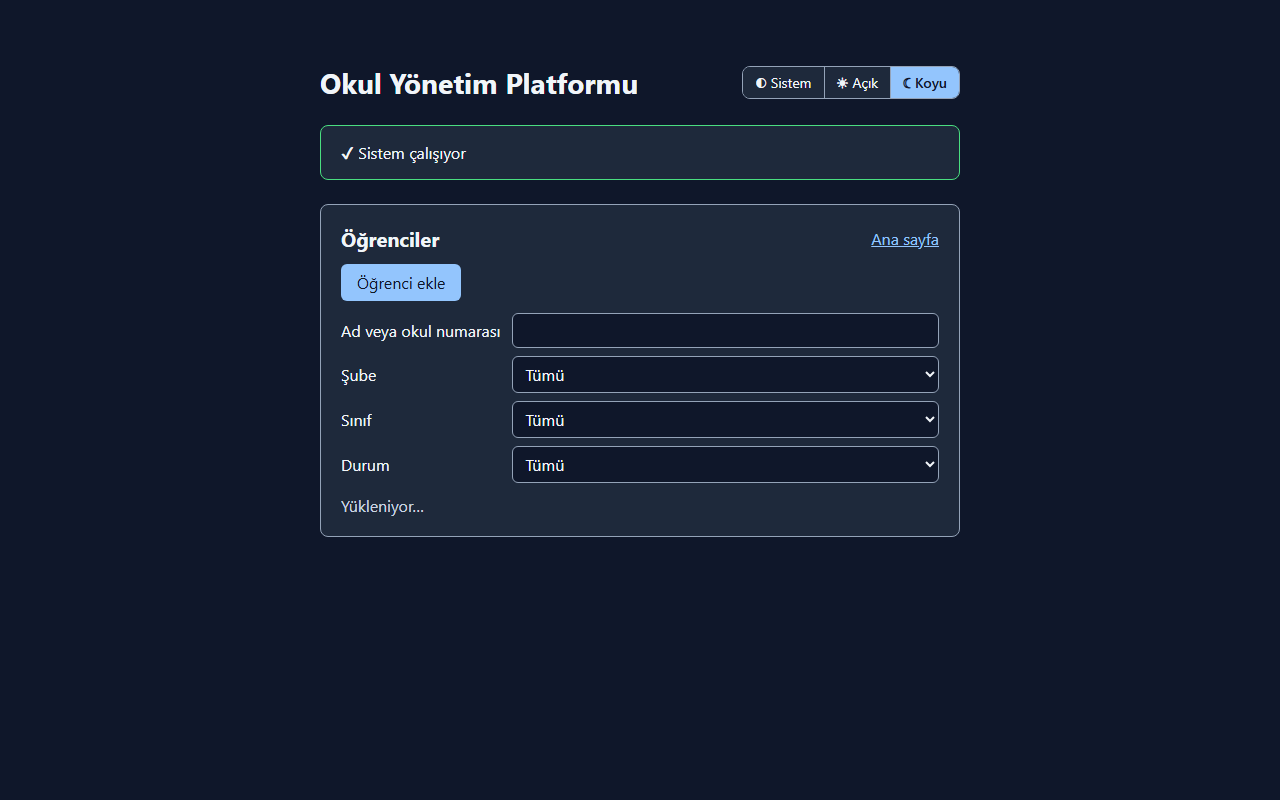 Okul Yönetim Platformu
◐ Sistem ☀ Açık ☾ Koyu
✔ Sistem çalışıyor
Öğrenciler
Ana sayfa
Öğrenci ekle
Ad veya okul numarası
Şube Tümü
Sınıf Tümü
Durum Tümü
Yükleniyor...